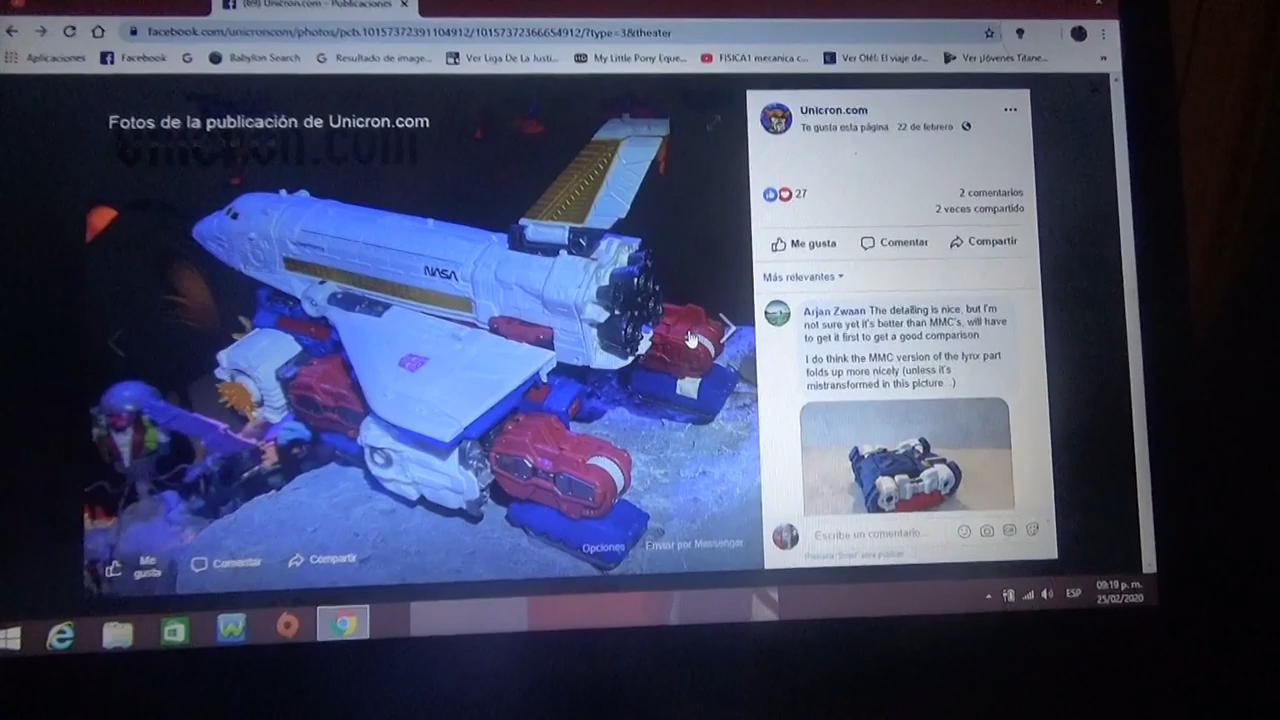 (69) Unicron.com - Publicaciones
facebook.com/unicroncom/photos/pcb.10157372391104912/10157372366654912/?type=3&theater
Aplicaciones Facebook Babylon Search Resultado de image... Ver Liga De La Justi... My Little Pony Eque... FISICA1 mecanica c... Ver Olé!: El viaje de... Ver ¡Jóvenes Titane... »
Fotos de la publicación de Unicron.com
NASA
Opciones
Enviar por Messenger
Me gusta
Comentar
Compartir
Unicron.com
Te gusta esta página 22 de febrero
27
2 comentarios
2 veces compartido
Me gusta Comentar Compartir
Más relevantes
Arjan Zwaan The detailing is nice, but I'm
not sure yet it's better than MMC's, will have
to get it first to get a good comparison
I do think the MMC version of the lynx part
folds up more nicely (unless it's
mistransformed in this picture...)
Escribe un comentario...
ESP
09:19 p. m.
25/02/2020